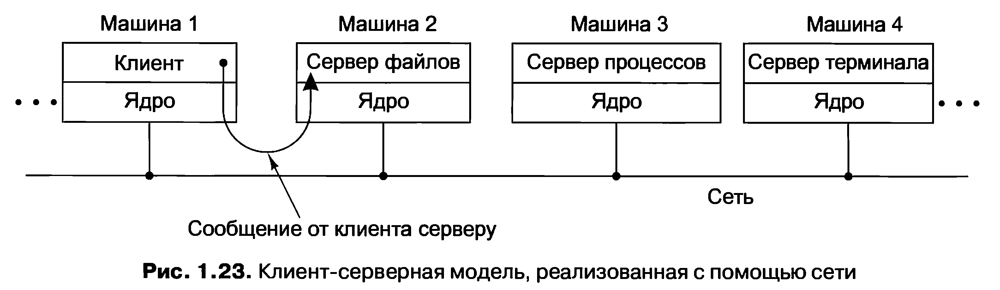 Машина 1 Машина 2 Машина 3 Машина 4
Клиент Сервер файлов Сервер процессов Сервер терминала
Ядро Ядро Ядро Ядро
Сеть
Сообщение от клиента серверу
Рис. 1.23. Клиент-серверная модель, реализованная с помощью сети